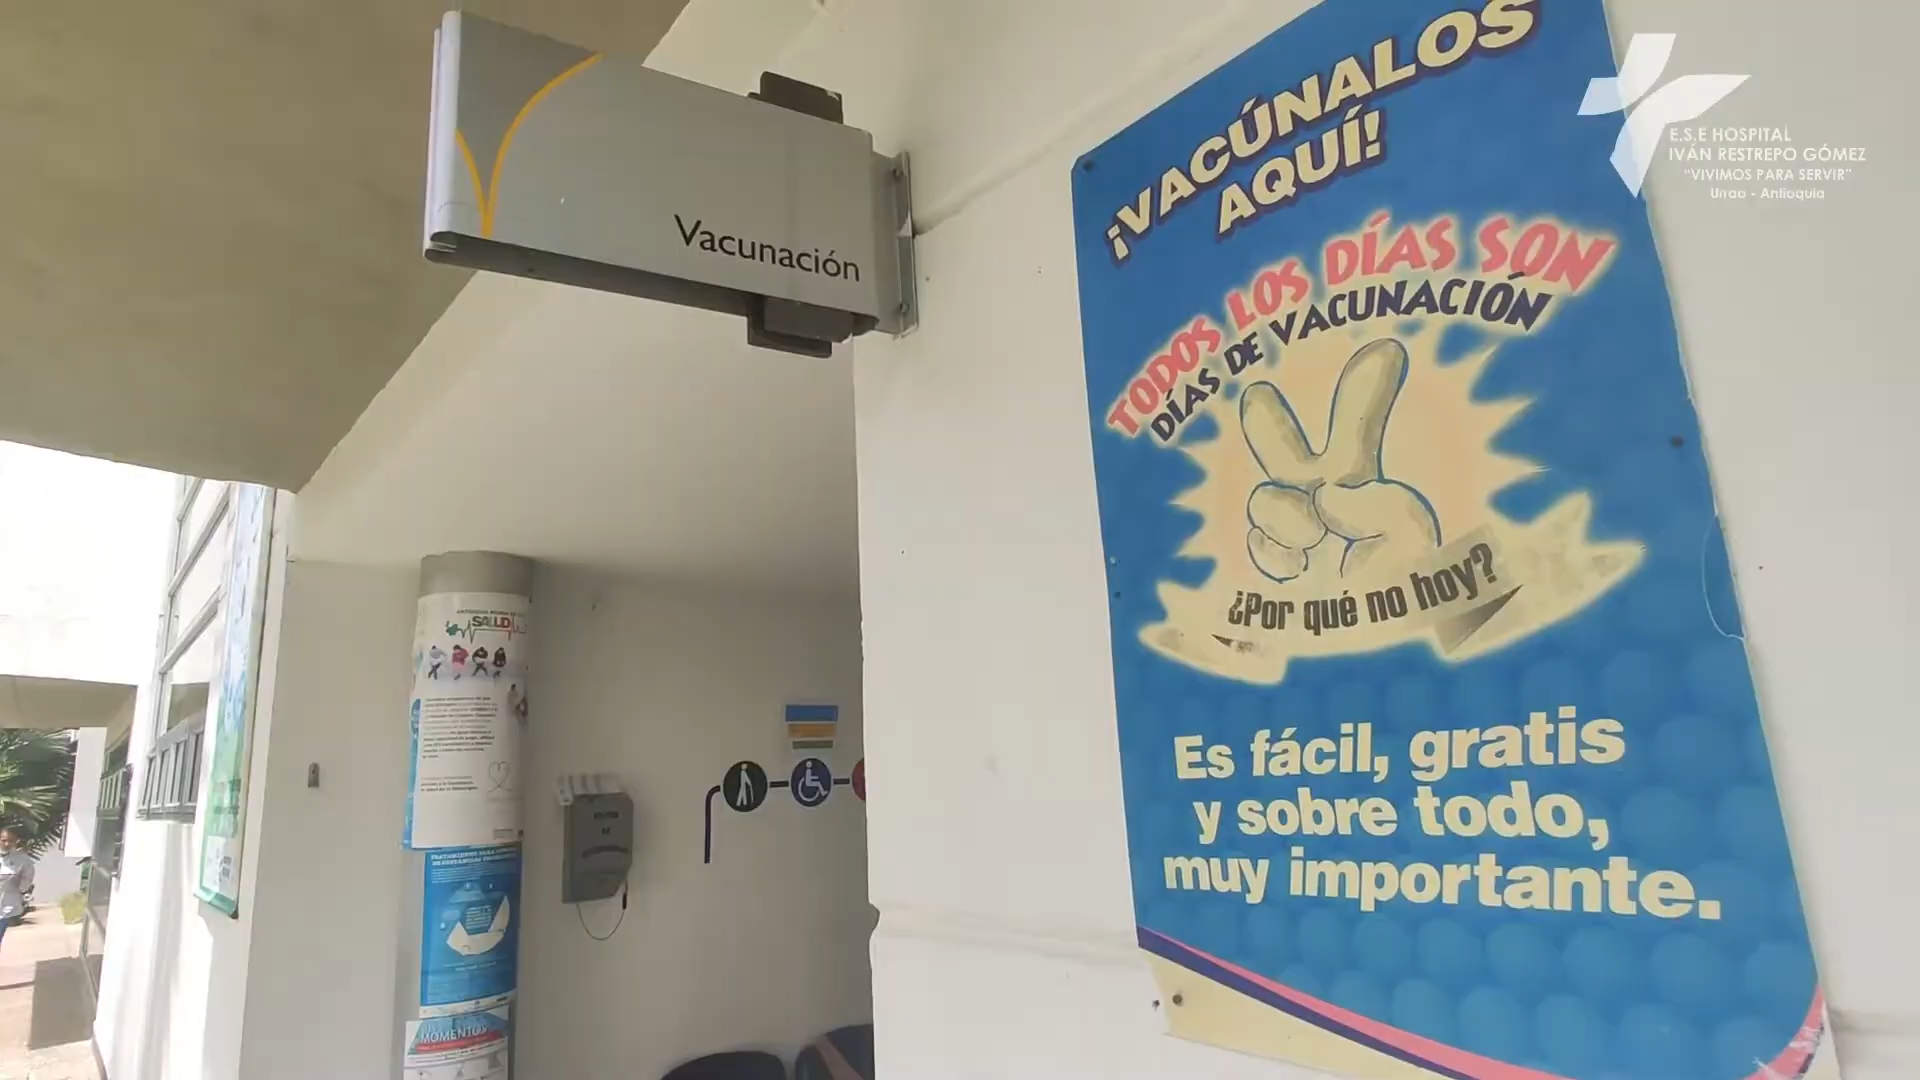 Vacunación
¡VACÚNALOS
AQUÍ!
TODOS LOS DÍAS SON
DÍAS DE VACUNACIÓN
¿Por qué no hoy?
Es fácil, gratis
y sobre todo,
muy importante.
E.S.E HOSPITAL
IVÁN RESTREPO GÓMEZ
"VIVIMOS PARA SERVIR"
Urrao - Antioquia
SALUD
MOMENTO